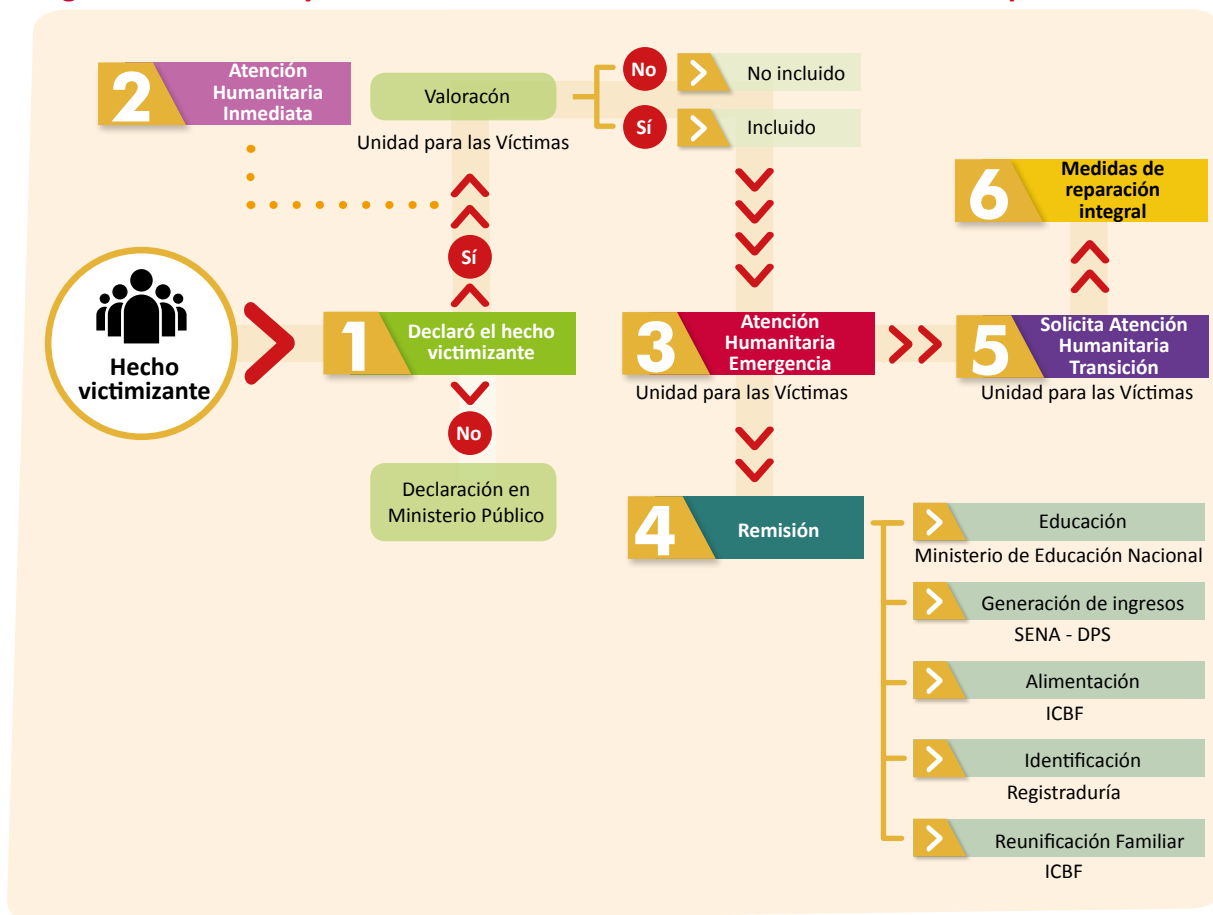 2
Atención
Humanitaria
Inmediata
Valoracón
Unidad para las Víctimas
No
No incluido
Sí
Incluido
6
Medidas de
reparación
integral
Sí
Hecho
victimizante
1
Declaró el hecho
victimizante
3
Atención
Humanitaria
Emergencia
Unidad para las Víctimas
5
Solicita Atención
Humanitaria
Transición
Unidad para las Víctimas
No
Declaración en
Ministerio Público
4
Remisión
Educación
Ministerio de Educación Nacional
Generación de ingresos
SENA - DPS
Alimentación
ICBF
Identificación
Registraduría
Reunificación Familiar
ICBF